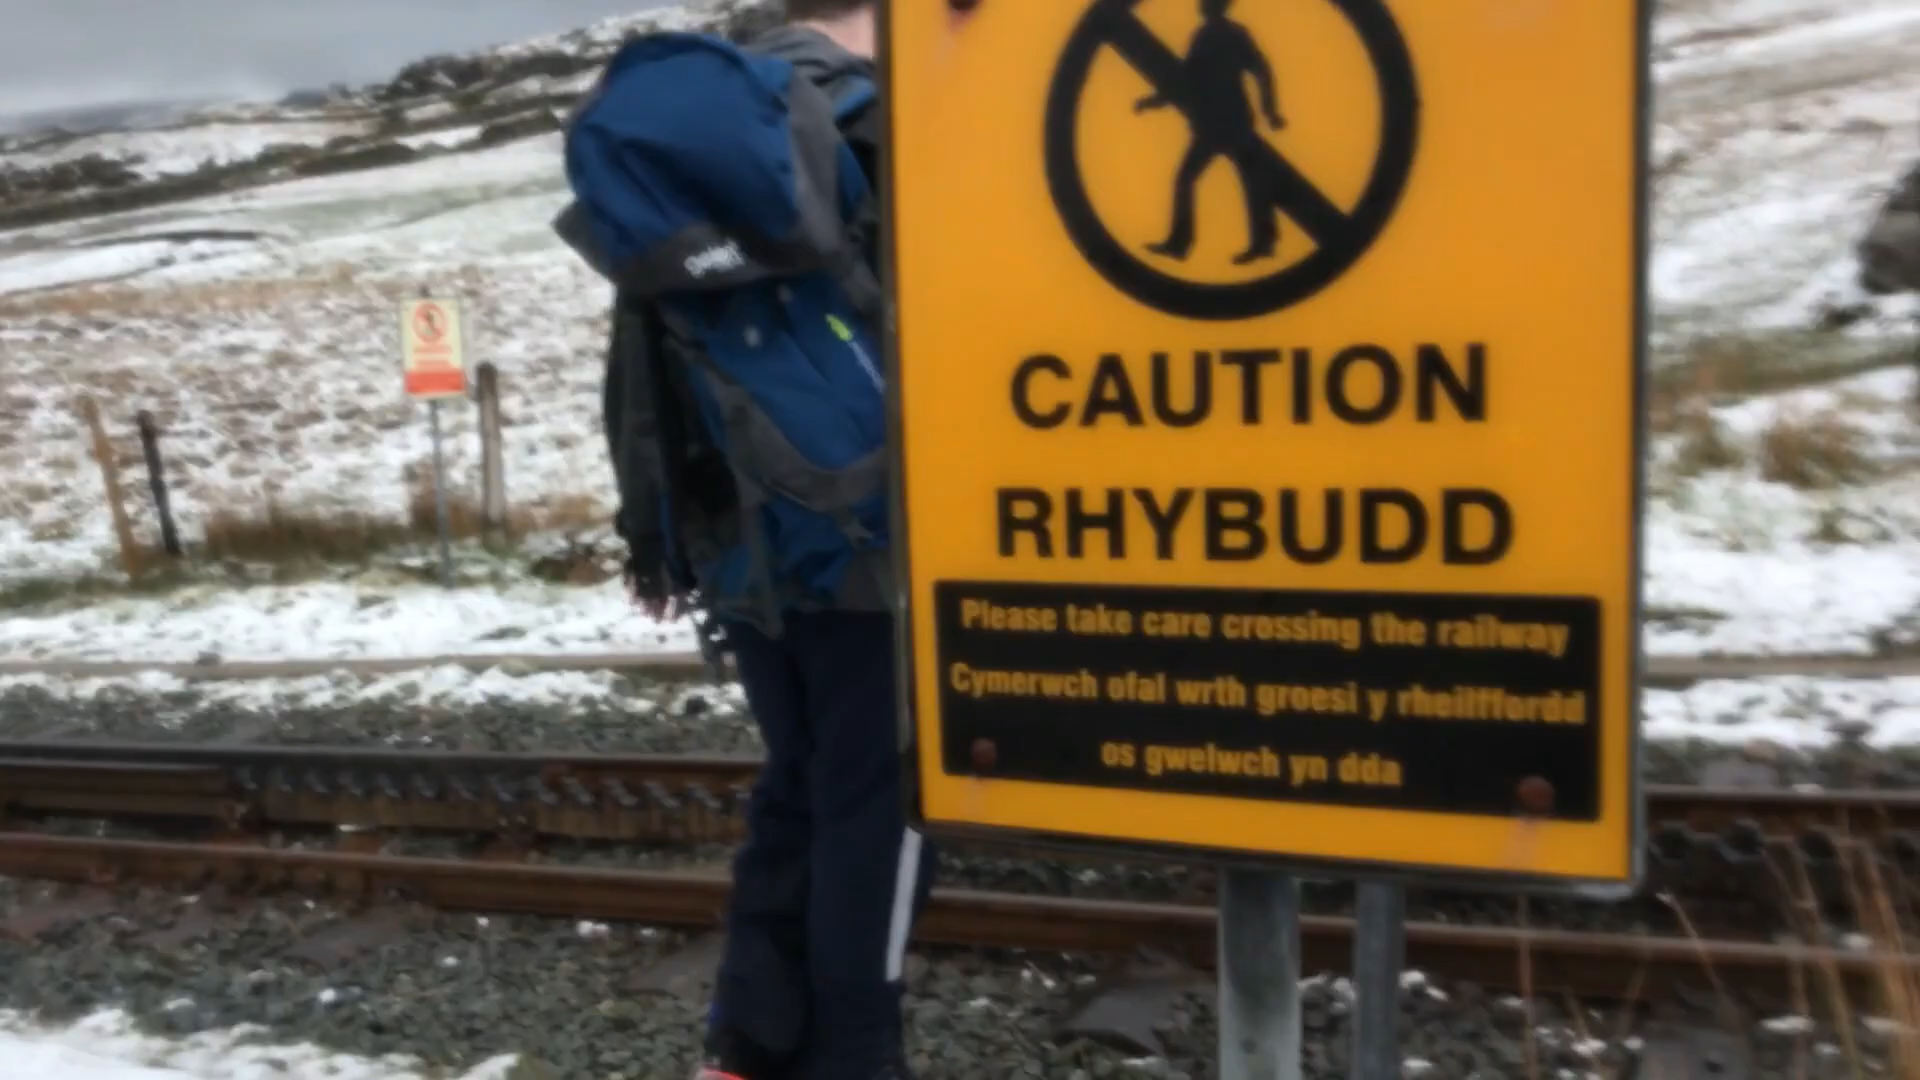 CAUTION
RHYBUDD
Please take care crossing the railway
Cymerwch ofal wrth groesi y rheilffordd
os gwelwch yn dda